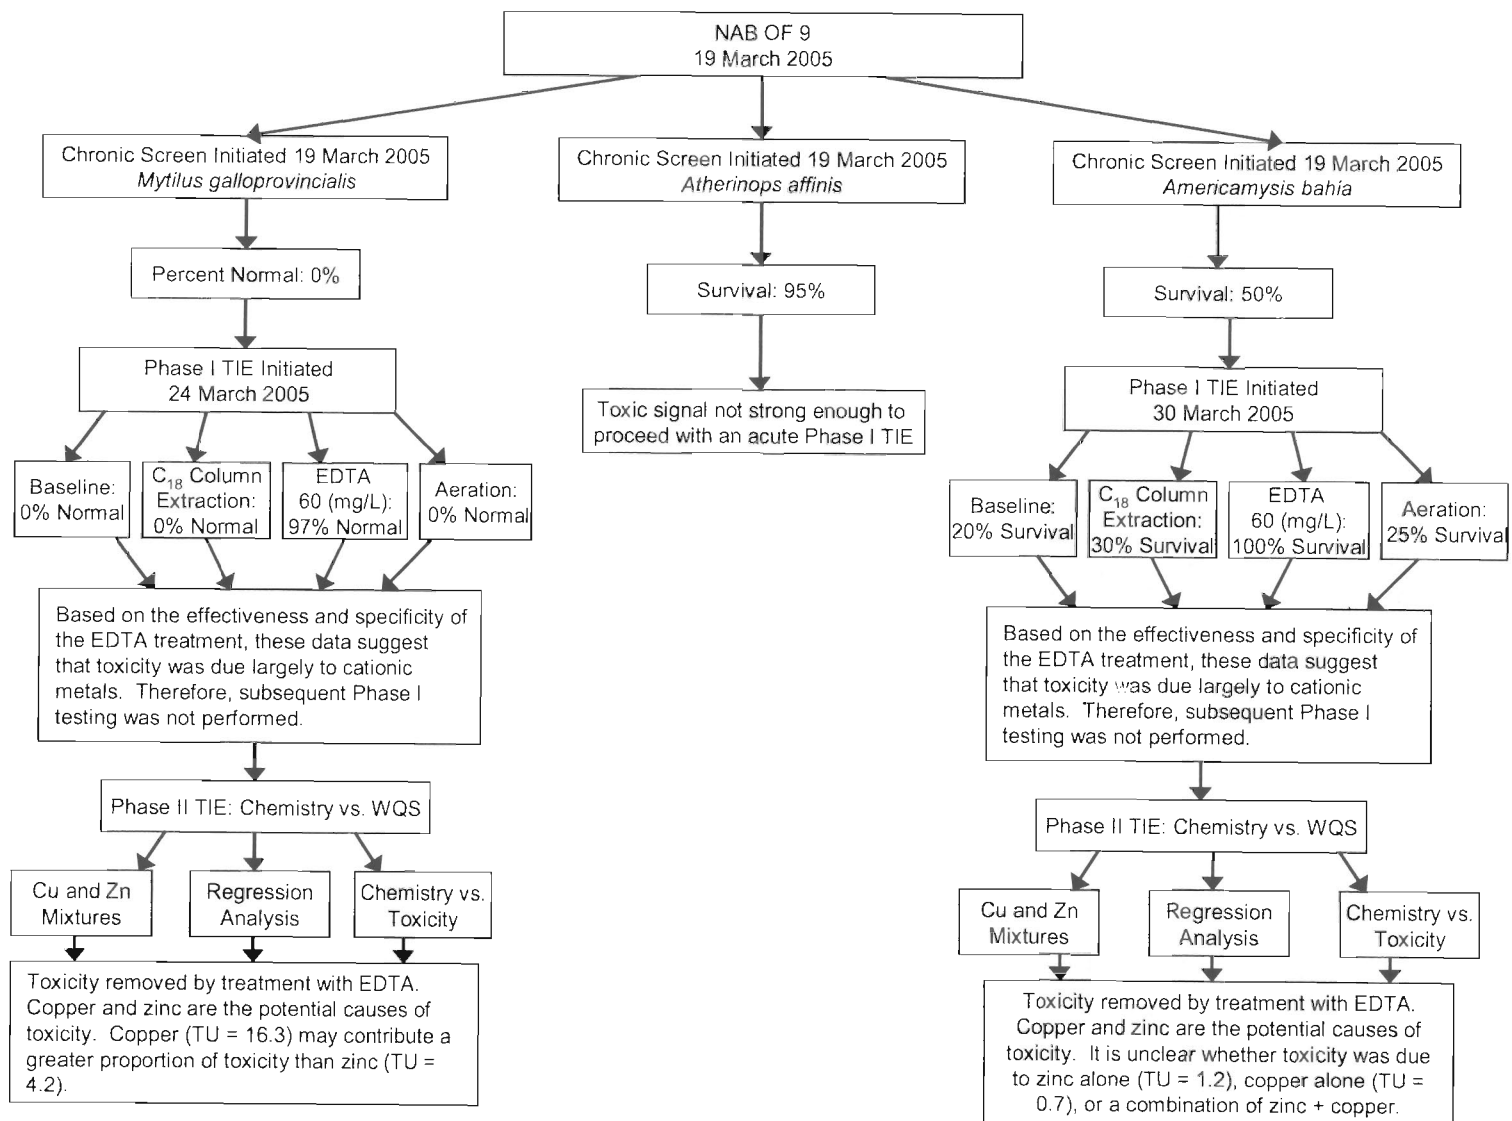 NAB OF 9
19 March 2005
Chronic Screen Initiated 19 March 2005
Mytilus galloprovincialis
Percent Normal: 0%
Phase I TIE Initiated
24 March 2005
Baseline:
0% Normal
C18 Column
Extraction:
0% Normal
EDTA
60 (mg/L):
97% Normal
Aeration:
0% Normal
Based on the effectiveness and specificity of
the EDTA treatment, these data suggest
that toxicity was due largely to cationic
metals. Therefore, subsequent Phase I
testing was not performed.
Phase II TIE: Chemistry vs. WQS
Cu and Zn
Mixtures
Regression
Analysis
Chemistry vs.
Toxicity
Toxicity removed by treatment with EDTA.
Copper and zinc are the potential causes of
toxicity. Copper (TU = 16.3) may contribute a
greater proportion of toxicity than zinc (TU =
4.2).
Chronic Screen Initiated 19 March 2005
Atherinops affinis
Survival: 95%
Toxic signal not strong enough to
proceed with an acute Phase I TIE
Chronic Screen Initiated 19 March 2005
Americamysis bahia
Survival: 50%
Phase I TIE Initiated
30 March 2005
Baseline:
20% Survival
C18 Column
Extraction:
30% Survival
EDTA
60 (mg/L):
100% Survival
Aeration:
25% Survival
Based on the effectiveness and specificity of
the EDTA treatment, these data suggest
that toxicity was due largely to cationic
metals. Therefore, subsequent Phase I
testing was not performed.
Phase II TIE: Chemistry vs. WQS
Cu and Zn
Mixtures
Regression
Analysis
Chemistry vs.
Toxicity
Toxicity removed by treatment with EDTA.
Copper and zinc are the potential causes of
toxicity. It is unclear whether toxicity was due
to zinc alone (TU = 1.2), copper alone (TU =
0.7), or a combination of zinc + copper.